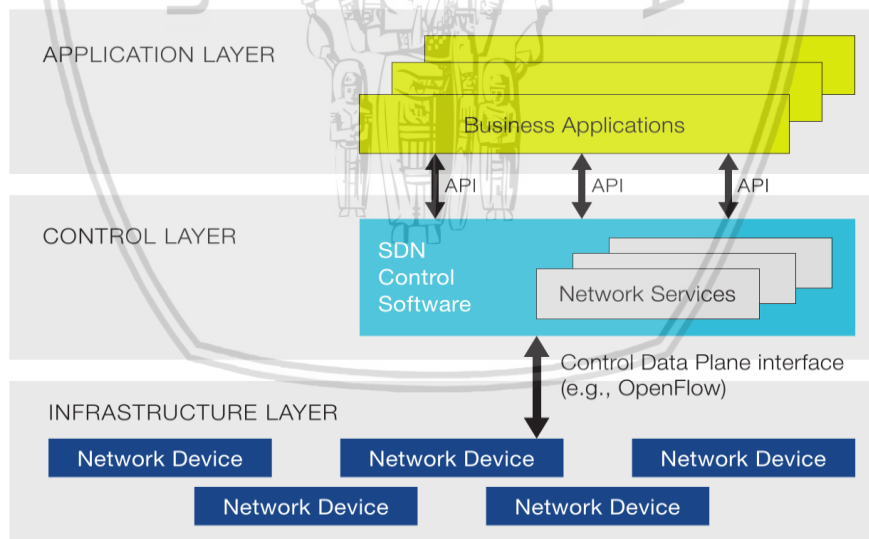 APPLICATION LAYER
Business Applications
API
API
API
CONTROL LAYER
SDN
Control
Software
Network Services
Control Data Plane interface
(e.g., OpenFlow)
INFRASTRUCTURE LAYER
Network Device
Network Device
Network Device
Network Device
Network Device